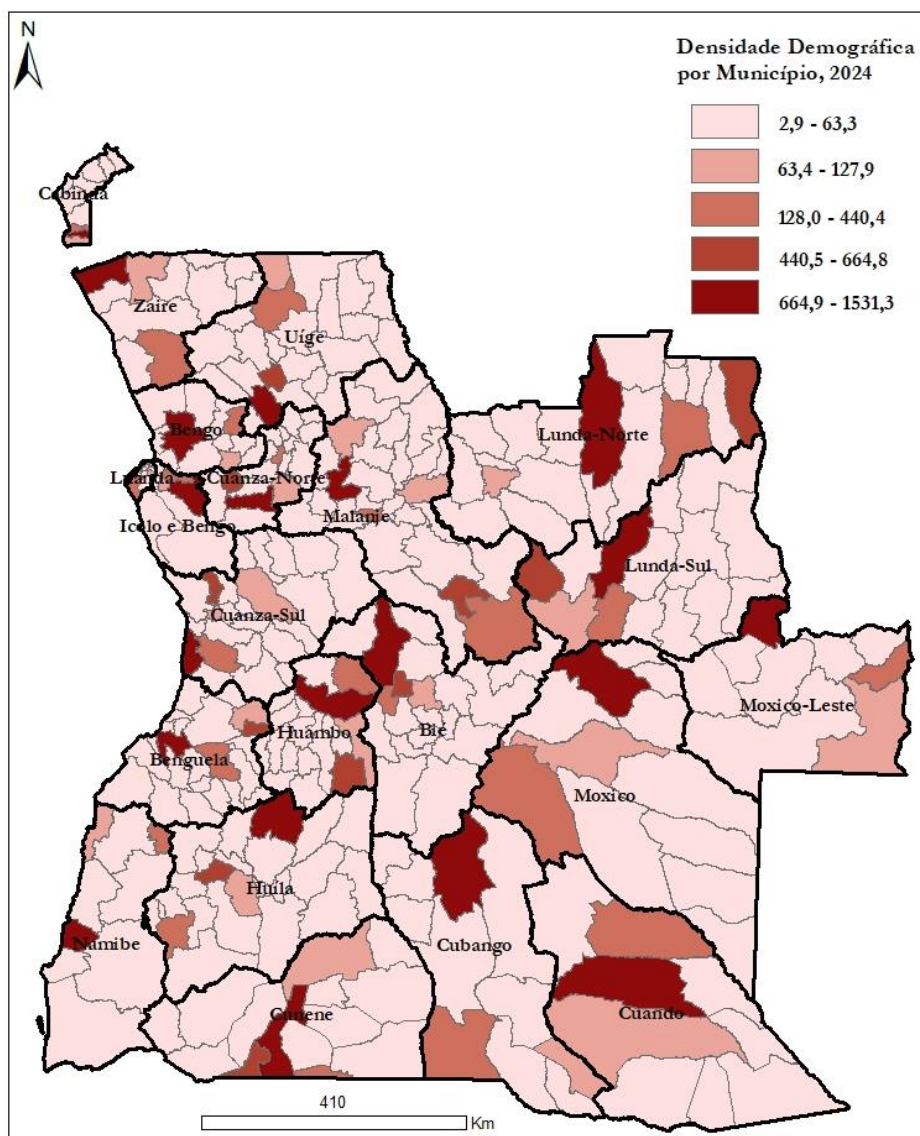 N
Densidade Demográfica
por Município, 2024
2,9 - 63,3
63,4 - 127,9
128,0 - 440,4
440,5 - 664,8
664,9 - 1531,3
Cabinda
Zaire
Uíge
Bengo
Lunda-Norte
Luanda
Cuanza-Norte
Malanje
Icolo e Bengo
Lunda-Sul
Cuanza-Sul
Moxico-Leste
Huambo
Bié
Benguela
Moxico
Huíla
Namibe
Cubango
Cunene
Cuando
410
Km